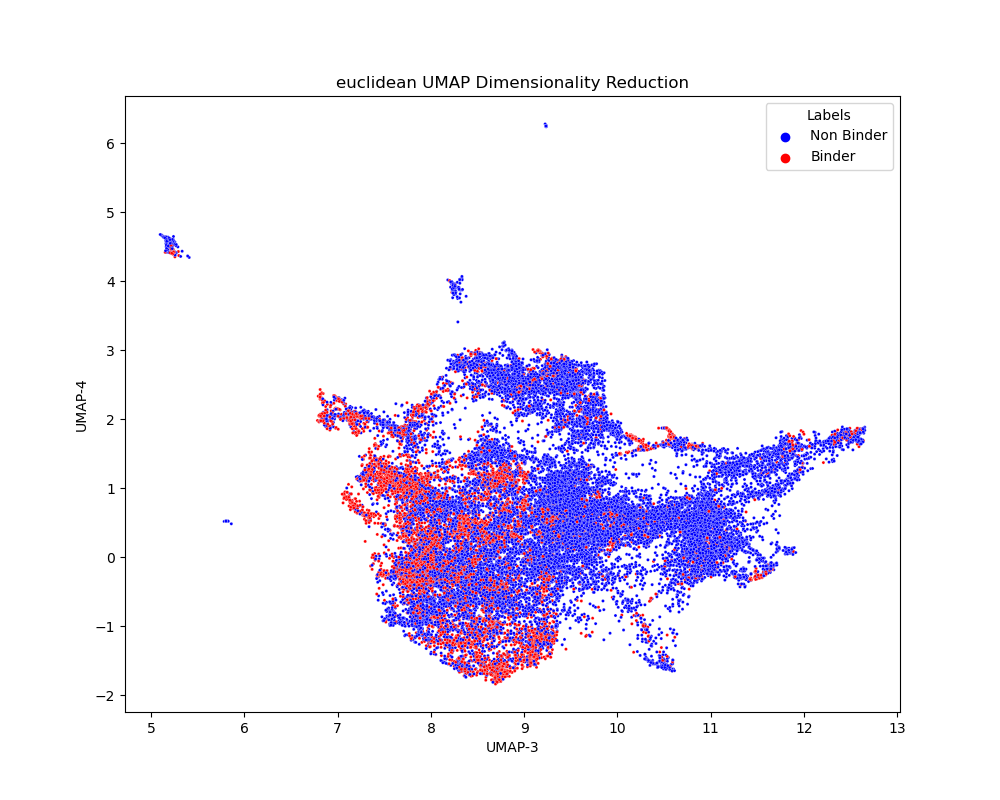 euclidean UMAP Dimensionality Reduction
Labels
Non Binder
Binder
6
5
4
3
2
1
0
−1
−2
UMAP-4
5 6 7 8 9 10 11 12 13
UMAP-3